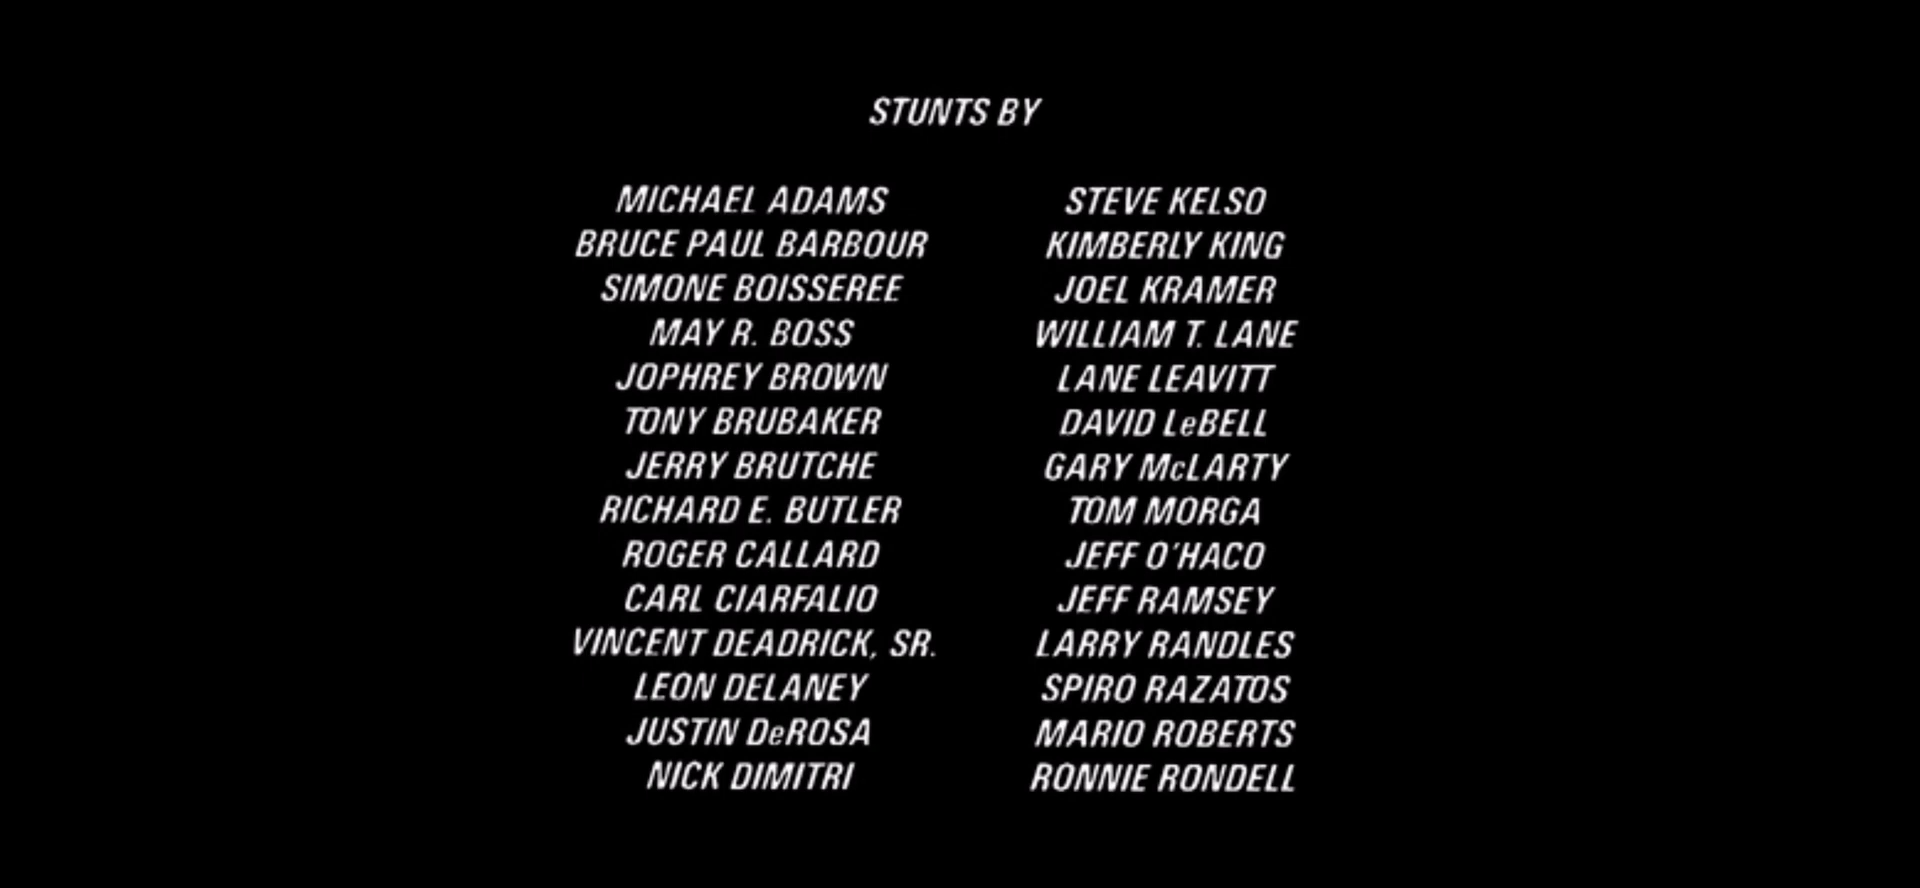 STUNTS BY
MICHAEL ADAMS
BRUCE PAUL BARBOUR
SIMONE BOISSEREE
MAY R. BOSS
JOPHREY BROWN
TONY BRUBAKER
JERRY BRUTCHE
RICHARD E. BUTLER
ROGER CALLARD
CARL CIARFALIO
VINCENT DEADRICK, SR.
LEON DELANEY
JUSTIN DeROSA
NICK DIMITRI
STEVE KELSO
KIMBERLY KING
JOEL KRAMER
WILLIAM T. LANE
LANE LEAVITT
DAVID LeBELL
GARY McLARTY
TOM MORGA
JEFF O'HACO
JEFF RAMSEY
LARRY RANDLES
SPIRO RAZATOS
MARIO ROBERTS
RONNIE RONDELL